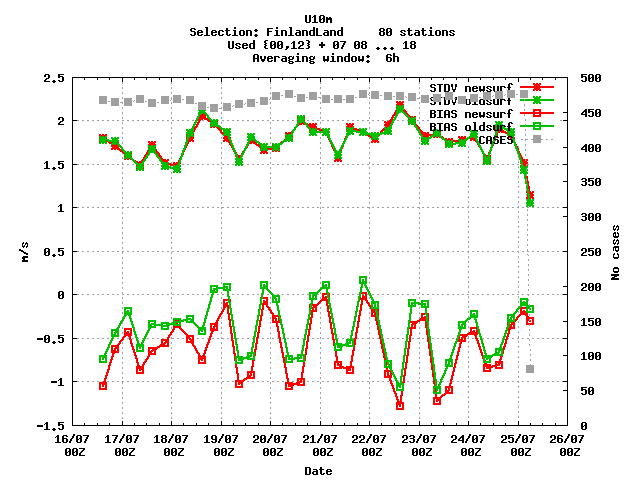 U10m
Selection: FinlandLand 80 stations
Used {00,12} + 07 08 ... 18
Averaging window: 6h
2.5
2
1.5
1
0.5
0
-0.5
-1
-1.5
m/s
500
450
400
350
300
250
200
150
100
50
0
No cases
STDV newsurf
STDV oldsurf
BIAS newsurf
BIAS oldsurf
CASES
16/07 17/07 18/07 19/07 20/07 21/07 22/07 23/07 24/07 25/07 26/07
00Z 00Z 00Z 00Z 00Z 00Z 00Z 00Z 00Z 00Z 00Z
Date